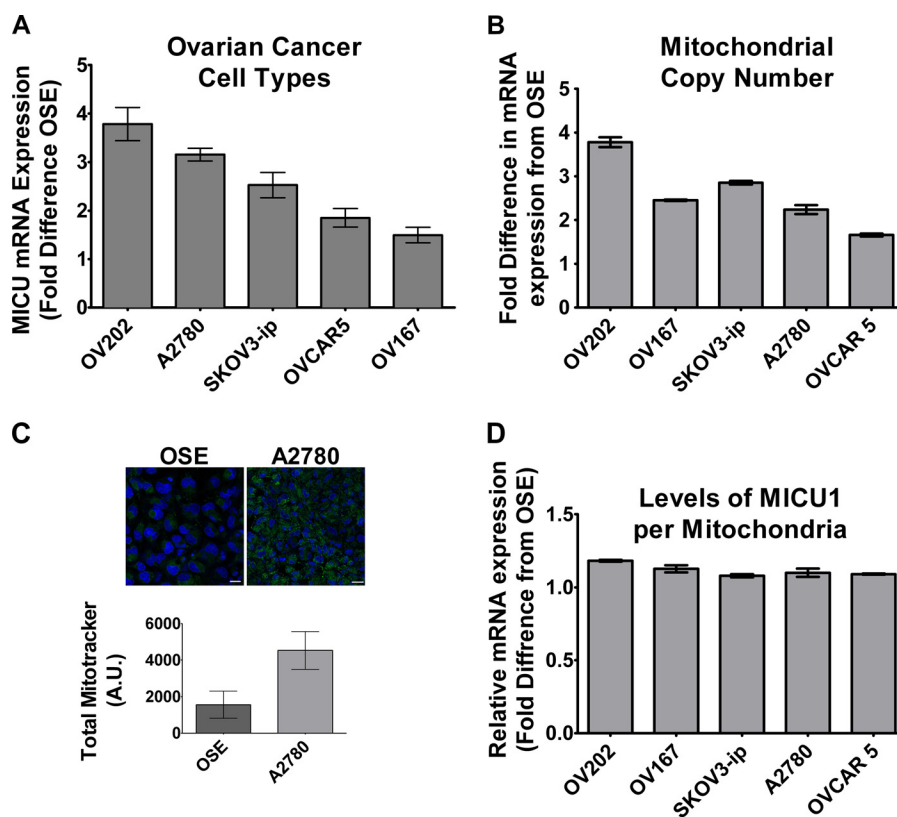 A
Ovarian Cancer
Cell Types
MICU mRNA Expression
(Fold Difference OSE)
5
4
3
2
1
0
OV202
A2780
SKOV3-ip
OVCAR5
OV167
B
Mitochondrial
Copy Number
Fold Difference in mRNA
expression from OSE
5
4
3
2
1
0
OV202
OV167
SKOV3-ip
A2780
OVCAR 5
C
OSE
A2780
Total Mitotracker
(A.U.)
6000
4000
2000
0
OSE
A2780
D
Levels of MICU1
per Mitochondria
Relative mRNA expression
(Fold Diffrence from OSE)
1.5
1.0
0.5
0.0
OV202
OV167
SKOV3-ip
A2780
OVCAR 5